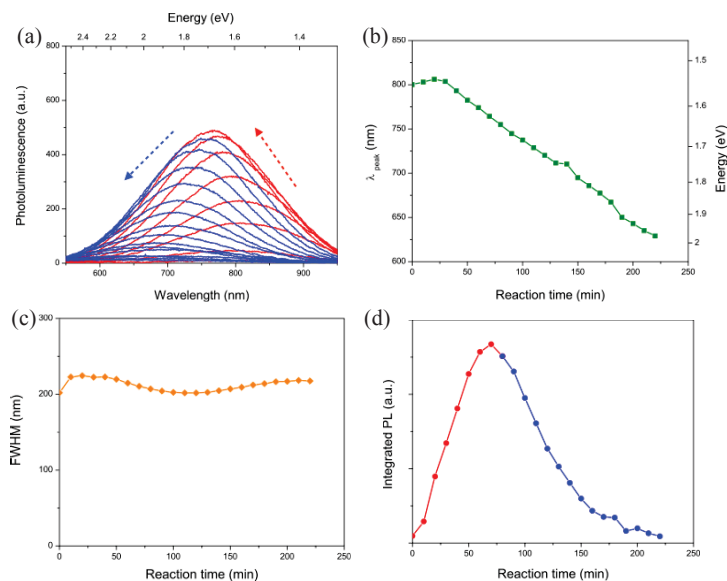 Energy (eV)
(a)
2.4 2.2 2 1.8 1.6 1.4
800
600
400
200
0
Photoluminescence (a.u.)
600 700 800 900
Wavelength (nm)
(b)
850
800
750
700
650
600
λ peak (nm)
1.5
1.6
1.7
1.8
1.9
2
Energy (eV)
0 50 100 150 200 250
Reaction time (min)
(c)
300
200
100
0
FWHM (nm)
0 50 100 150 200 250
Reaction time (min)
(d)
Integrated PL (a.u.)
0 50 100 150 200 250
Reaction time (min)